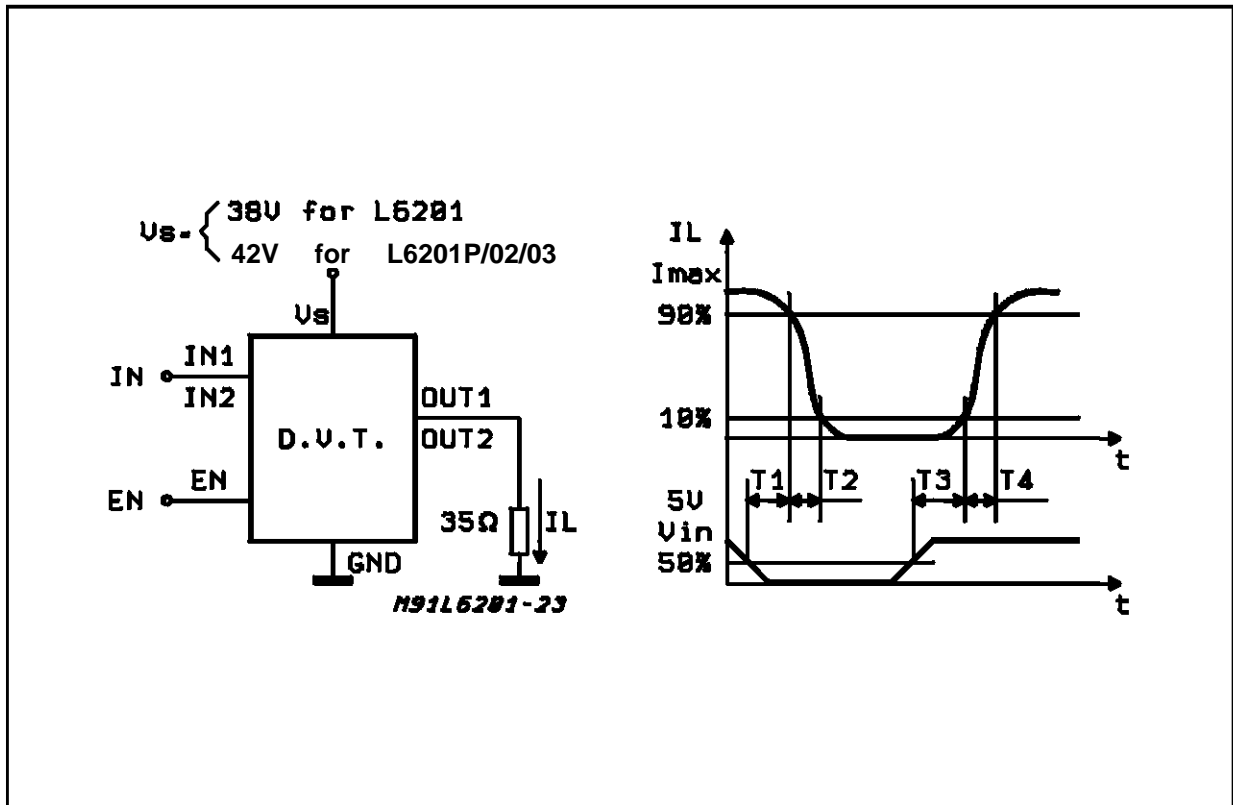 Vs= { 38V for L6201
42V for L6201P/02/03
Vs
IN
IN1
IN2
D.V.T.
OUT1
OUT2
EN
EN
GND
35Ω
IL
M91L6201-23
IL
Imax
90%
10%
t
T1
T2
T3
T4
5V
Vin
50%
t